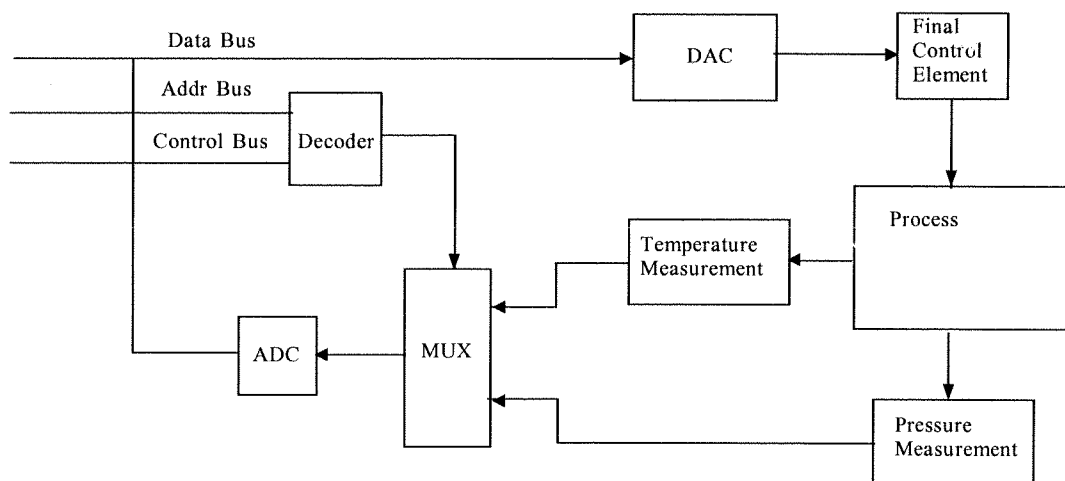 Data Bus
DAC
Final
Control
Element
Addr Bus
Control Bus
Decoder
Process
Temperature
Measurement
ADC
MUX
Pressure
Measurement